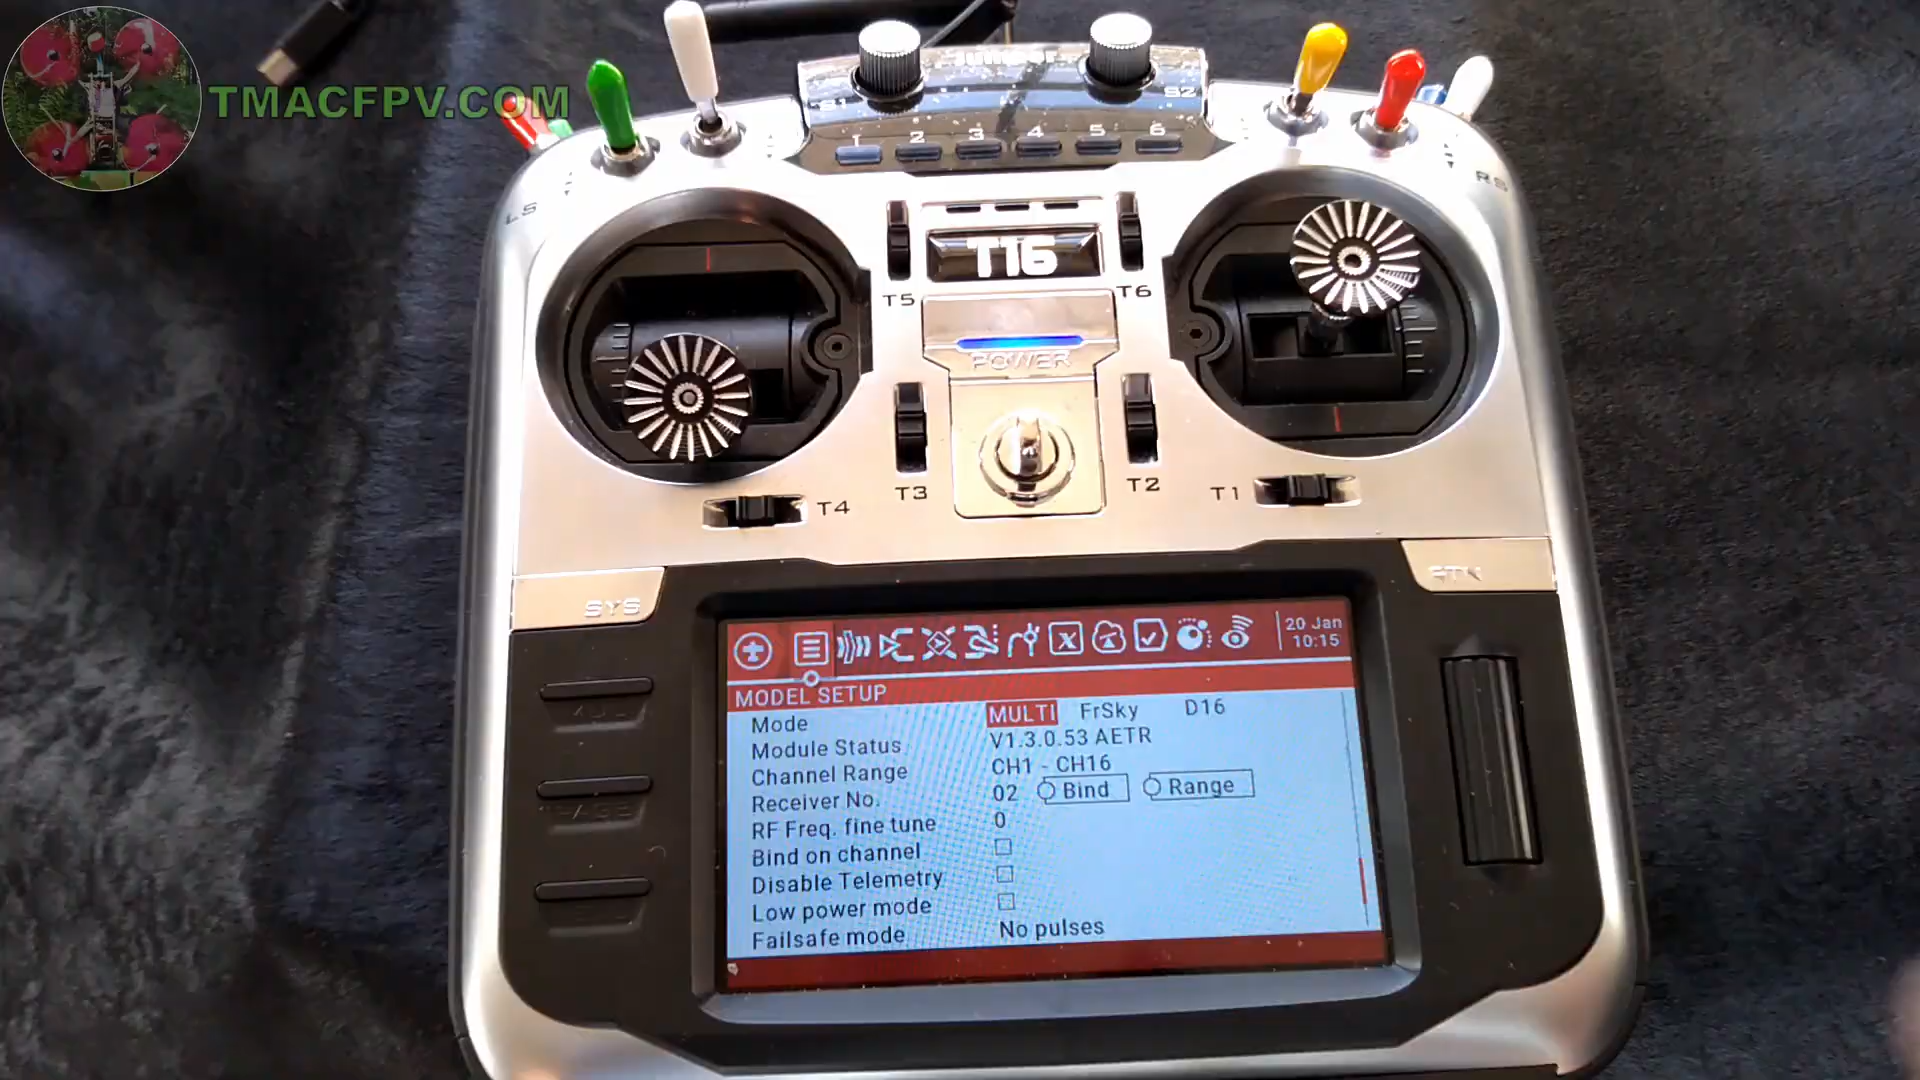 TMACFPV.COM
Jumper
S1
S2
1 2 3 4 5 6
LS
RS
T16
T5
T6
POWER
T3
T2
T4
T1
SYS
RTN
20 Jan
10:15
MODEL SETUP
Mode MULTI FrSky D16
Module Status V1.3.0.53 AETR
Channel Range CH1 - CH16
Receiver No. 02 Bind Range
RF Freq. fine tune 0
Bind on channel
Disable Telemetry
Low power mode
Failsafe mode No pulses